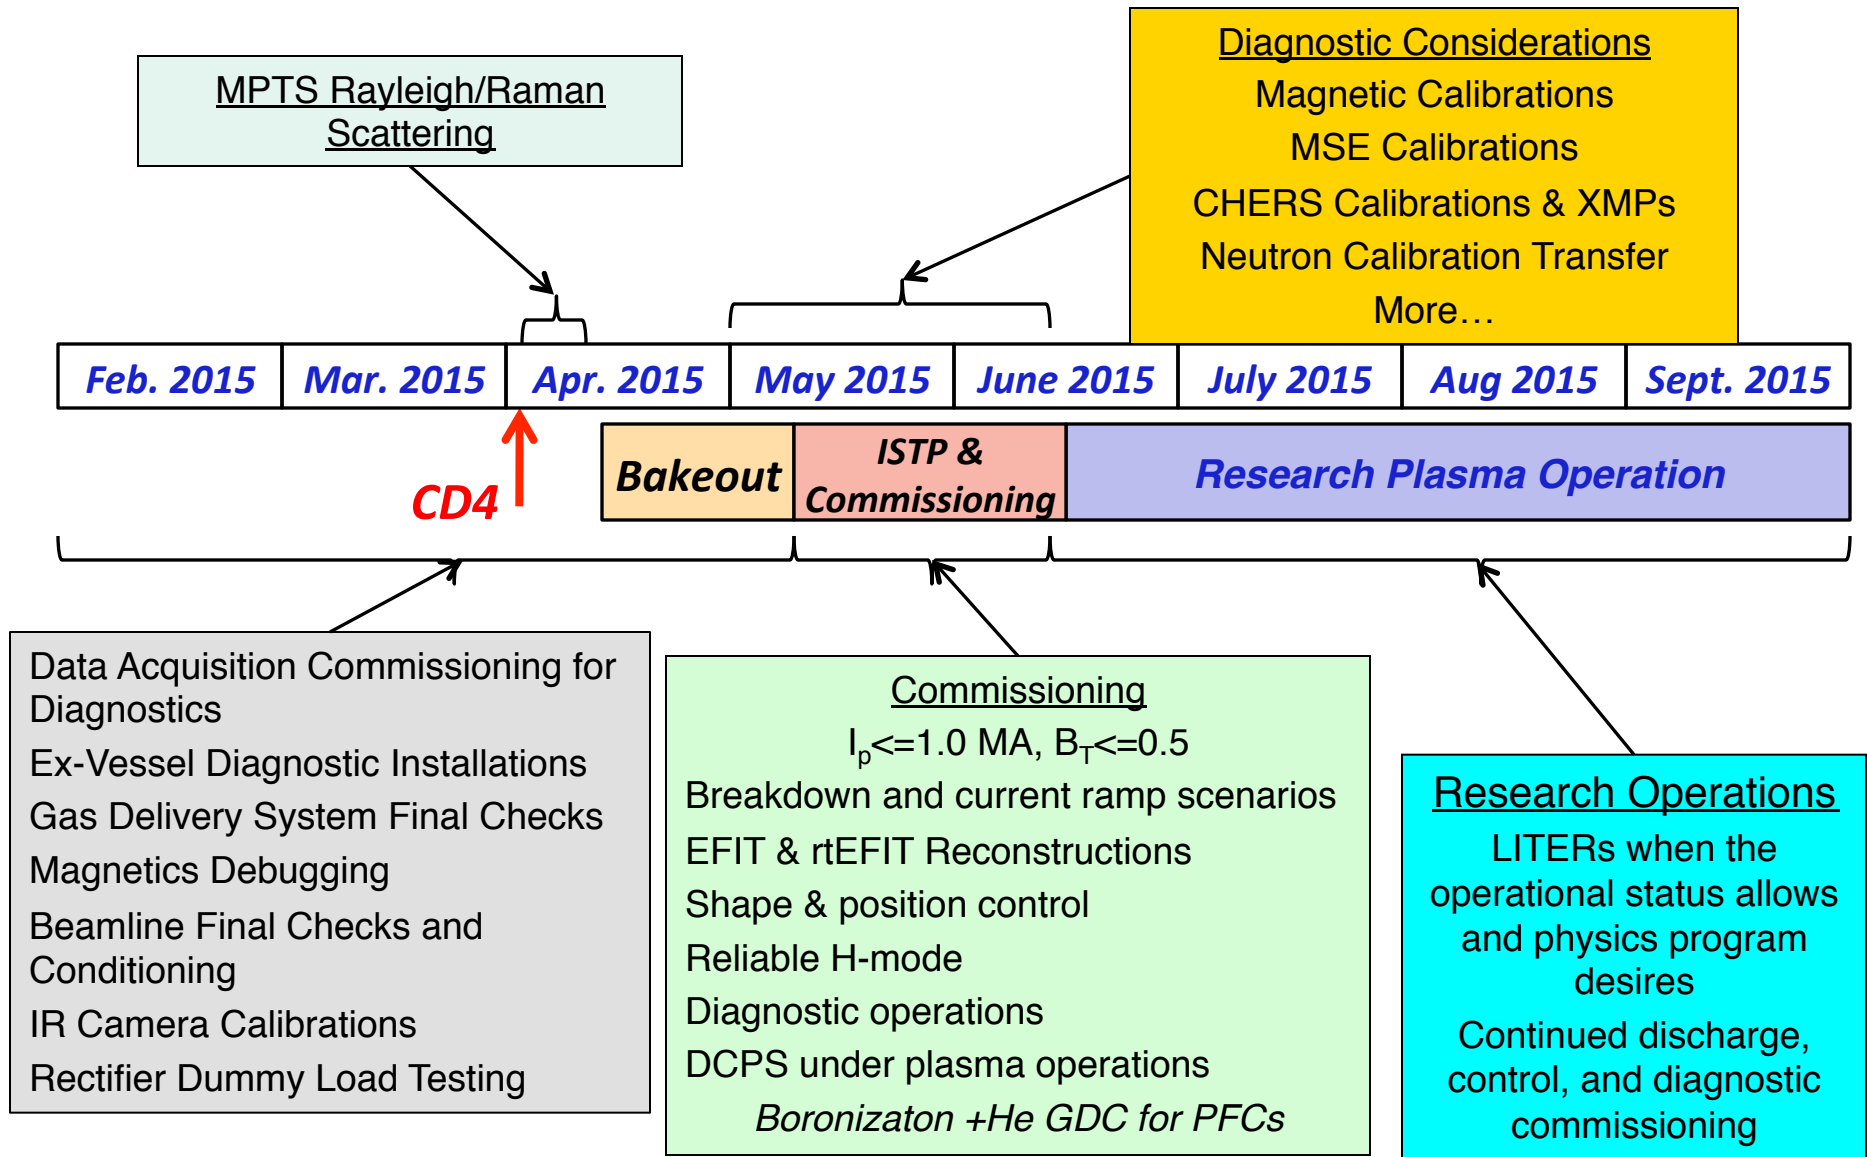 MPTS Rayleigh/Raman
Scattering
Diagnostic Considerations
Magnetic Calibrations
MSE Calibrations
CHERS Calibrations & XMPs
Neutron Calibration Transfer
More…
Feb. 2015
Mar. 2015
Apr. 2015
May 2015
June 2015
July 2015
Aug 2015
Sept. 2015
CD4
Bakeout
ISTP &
Commissioning
Research Plasma Operation
Data Acquisition Commissioning for
Diagnostics
Ex-Vessel Diagnostic Installations
Gas Delivery System Final Checks
Magnetics Debugging
Beamline Final Checks and
Conditioning
IR Camera Calibrations
Rectifier Dummy Load Testing
Commissioning
Ip<=1.0 MA, BT<=0.5
Breakdown and current ramp scenarios
EFIT & rtEFIT Reconstructions
Shape & position control
Reliable H-mode
Diagnostic operations
DCPS under plasma operations
Boronizaton +He GDC for PFCs
Research Operations
LITERs when the
operational status allows
and physics program
desires
Continued discharge,
control, and diagnostic
commissioning